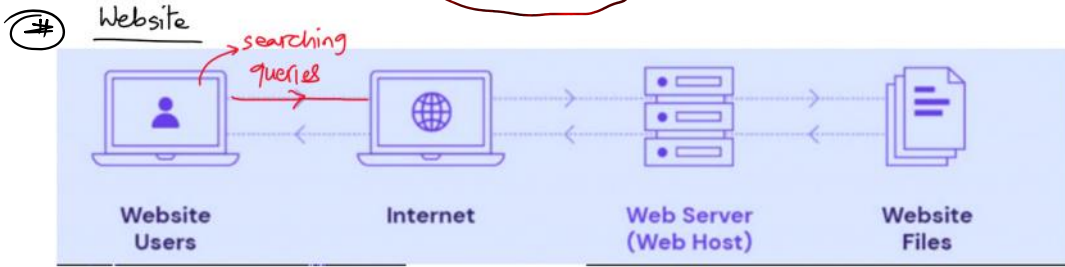 #
Website
searching
queries
Website
Users
Internet
Web Server
(Web Host)
Website
Files